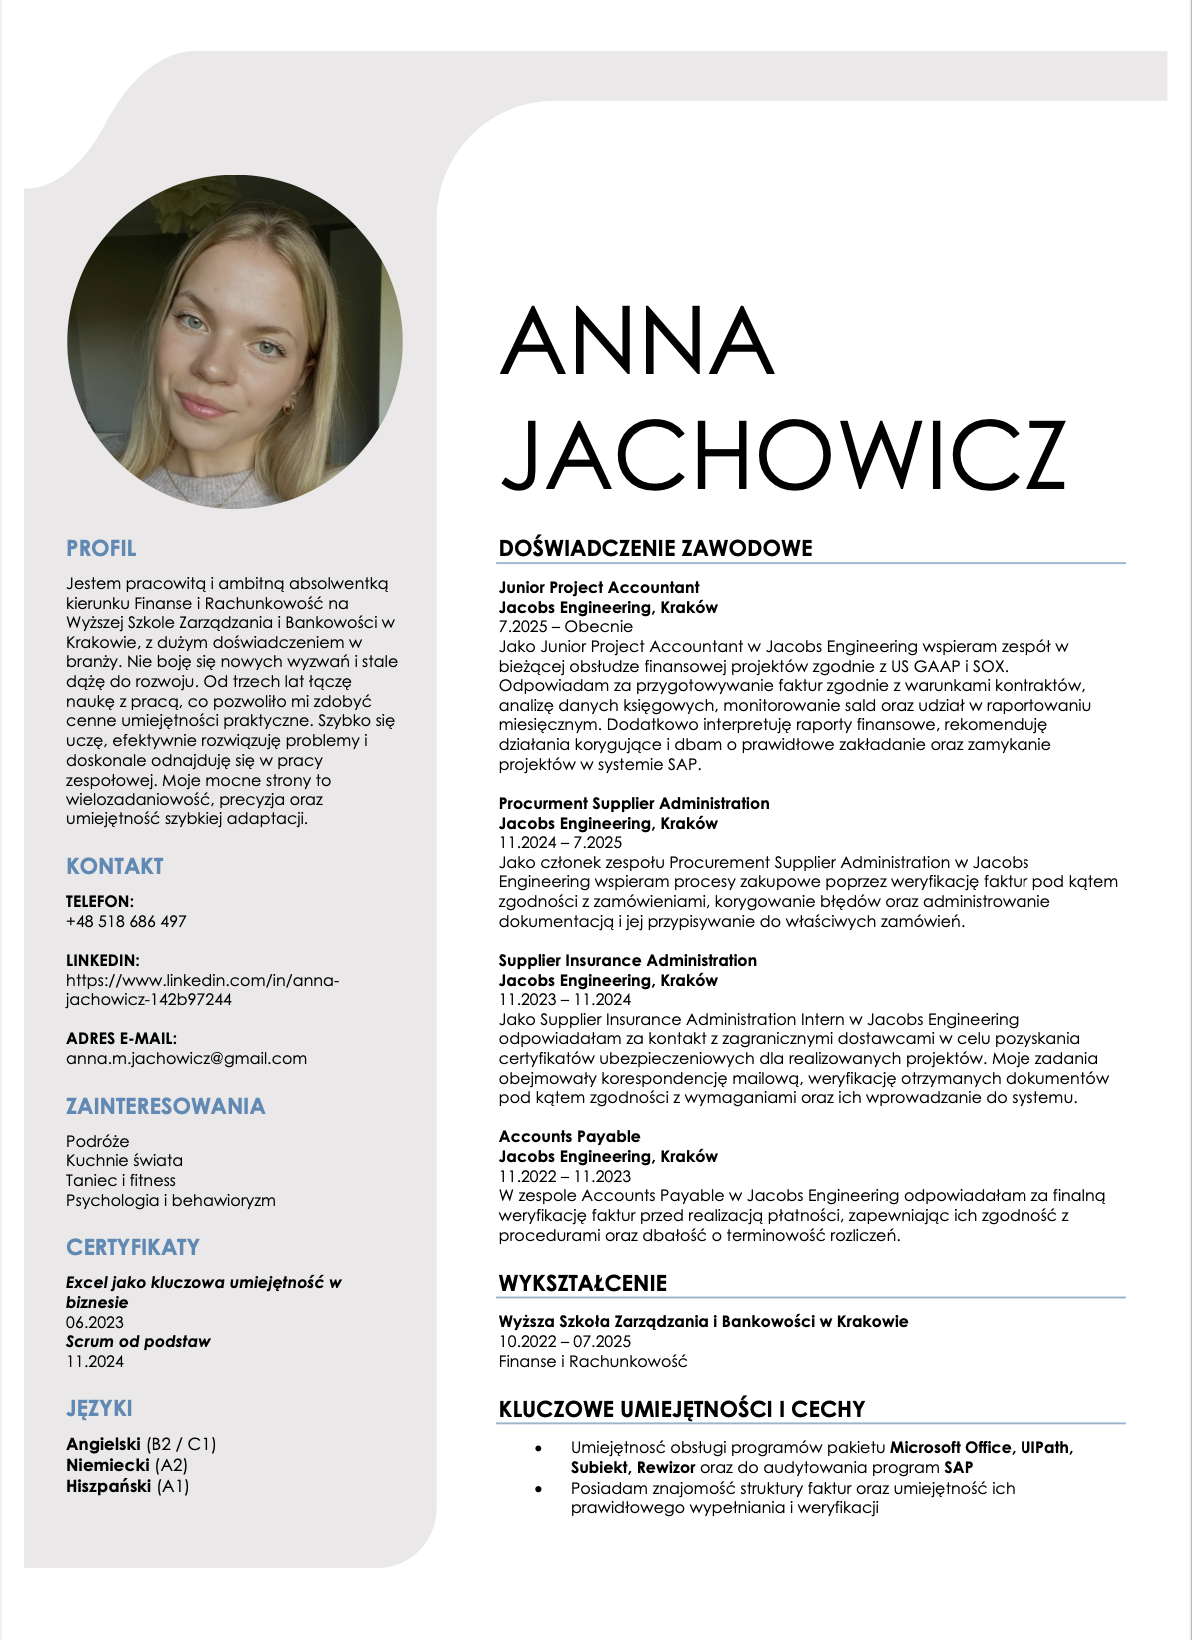 ANNA
JACHOWICZ
PROFIL
Jestem pracowitą i ambitną absolwentką
kierunku Finanse i Rachunkowość na
Wyższej Szkole Zarządzania i Bankowości w
Krakowie, z dużym doświadczeniem w
branży. Nie boję się nowych wyzwań i stale
dążę do rozwoju. Od trzech lat łączę
naukę z pracą, co pozwoliło mi zdobyć
cenne umiejętności praktyczne. Szybko się
uczę, efektywnie rozwiązuję problemy i
doskonale odnajduję się w pracy
zespołowej. Moje mocne strony to
wielozadaniowość, precyzja oraz
umiejętność szybkiej adaptacji.
KONTAKT
TELEFON:
+48 518 686 497
LINKEDIN:
https://www.linkedin.com/in/anna-
jachowicz-142b97244
ADRES E-MAIL:
anna.m.jachowicz@gmail.com
ZAINTERESOWANIA
Podróże
Kuchnie świata
Taniec i fitness
Psychologia i behawioryzm
CERTYFIKATY
Excel jako kluczowa umiejętność w
biznesie
06.2023
Scrum od podstaw
11.2024
JĘZYKI
Angielski (B2 / C1)
Niemiecki (A2)
Hiszpański (A1)
DOŚWIADCZENIE ZAWODOWE
Junior Project Accountant
Jacobs Engineering, Kraków
7.2025 – Obecnie
Jako Junior Project Accountant w Jacobs Engineering wspieram zespół w
bieżącej obsłudze finansowej projektów zgodnie z US GAAP i SOX.
Odpowiadam za przygotowywanie faktur zgodnie z warunkami kontraktów,
analizę danych księgowych, monitorowanie sald oraz udział w raportowaniu
miesięcznym. Dodatkowo interpretuję raporty finansowe, rekomenduję
działania korygujące i dbam o prawidłowe zakładanie oraz zamykanie
projektów w systemie SAP.
Procurment Supplier Administration
Jacobs Engineering, Kraków
11.2024 – 7.2025
Jako członek zespołu Procurement Supplier Administration w Jacobs
Engineering wspieram procesy zakupowe poprzez weryfikację faktur pod kątem
zgodności z zamówieniami, korygowanie błędów oraz administrowanie
dokumentacją i jej przypisywanie do właściwych zamówień.
Supplier Insurance Administration
Jacobs Engineering, Kraków
11.2023 – 11.2024
Jako Supplier Insurance Administration Intern w Jacobs Engineering
odpowiadałam za kontakt z zagranicznymi dostawcami w celu pozyskania
certyfikatów ubezpieczeniowych dla realizowanych projektów. Moje zadania
obejmowały korespondencję mailową, weryfikację otrzymanych dokumentów
pod kątem zgodności z wymaganiami oraz ich wprowadzanie do systemu.
Accounts Payable
Jacobs Engineering, Kraków
11.2022 – 11.2023
W zespole Accounts Payable w Jacobs Engineering odpowiadałam za finalną
weryfikację faktur przed realizacją płatności, zapewniając ich zgodność z
procedurami oraz dbałość o terminowość rozliczeń.
WYKSZTAŁCENIE
Wyższa Szkoła Zarządzania i Bankowości w Krakowie
10.2022 – 07.2025
Finanse i Rachunkowość
KLUCZOWE UMIEJĘTNOŚCI I CECHY
• Umiejętnosć obsługi programów pakietu Microsoft Office, UIPath,
Subiekt, Rewizor oraz do audytowania program SAP
• Posiadam znajomość struktury faktur oraz umiejętność ich
prawidłowego wypełniania i weryfikacji